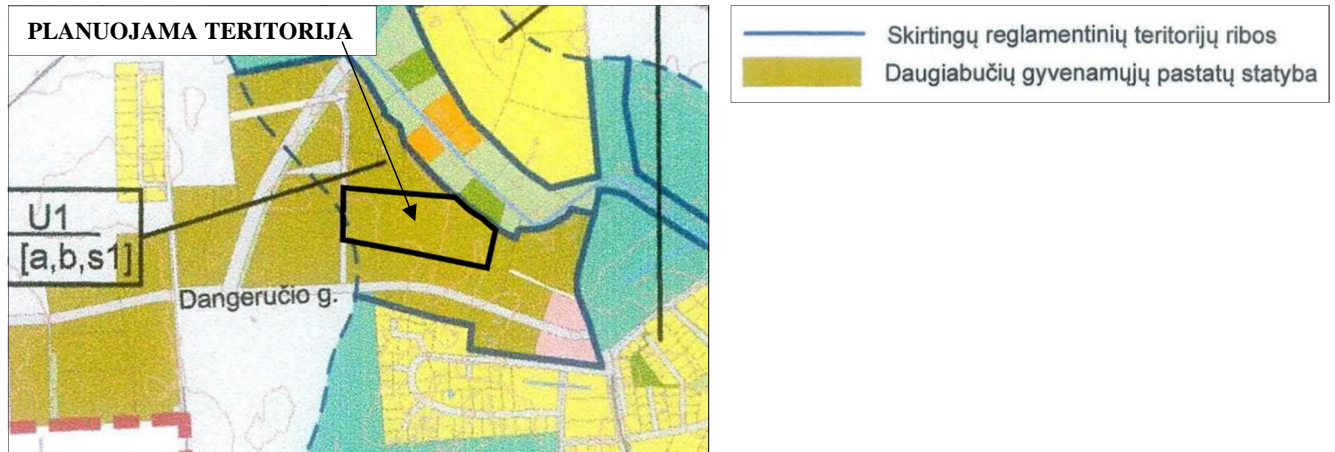 PLANUOJAMA TERITORIJA
U1
[a,b,s1]
Dangeručio g.
Skirtingų reglamentinių teritorijų ribos
Daugiabučių gyvenamųjų pastatų statyba